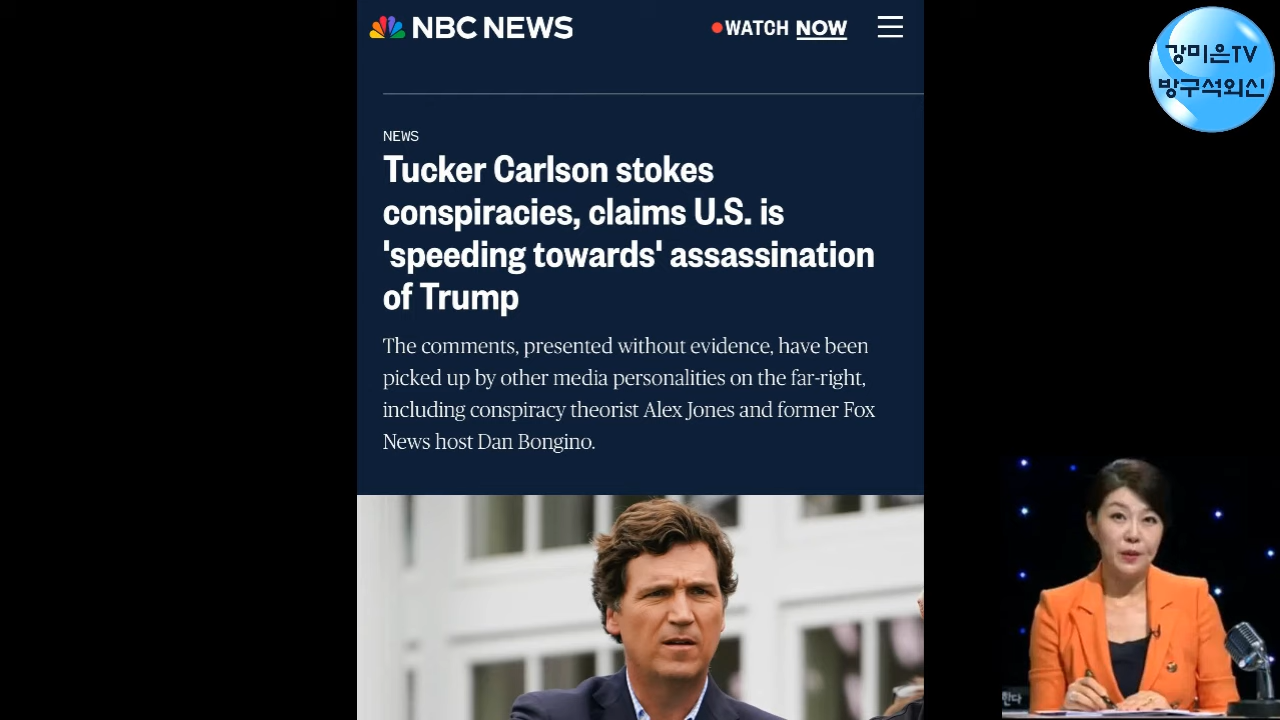 NBC NEWS
WATCH NOW
강미은TV
방구석외신
NEWS
Tucker Carlson stokes
conspiracies, claims U.S. is
'speeding towards' assassination
of Trump
The comments, presented without evidence, have been
picked up by other media personalities on the far-right,
including conspiracy theorist Alex Jones and former Fox
News host Dan Bongino.